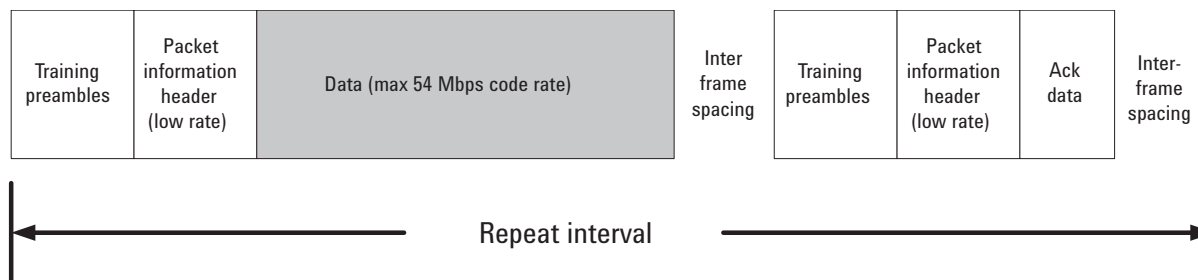 Training
preambles
Packet
information
header
(low rate)
Data (max 54 Mbps code rate)
Inter
frame
spacing
Training
preambles
Packet
information
header
(low rate)
Ack
data
Inter-
frame
spacing
Repeat interval